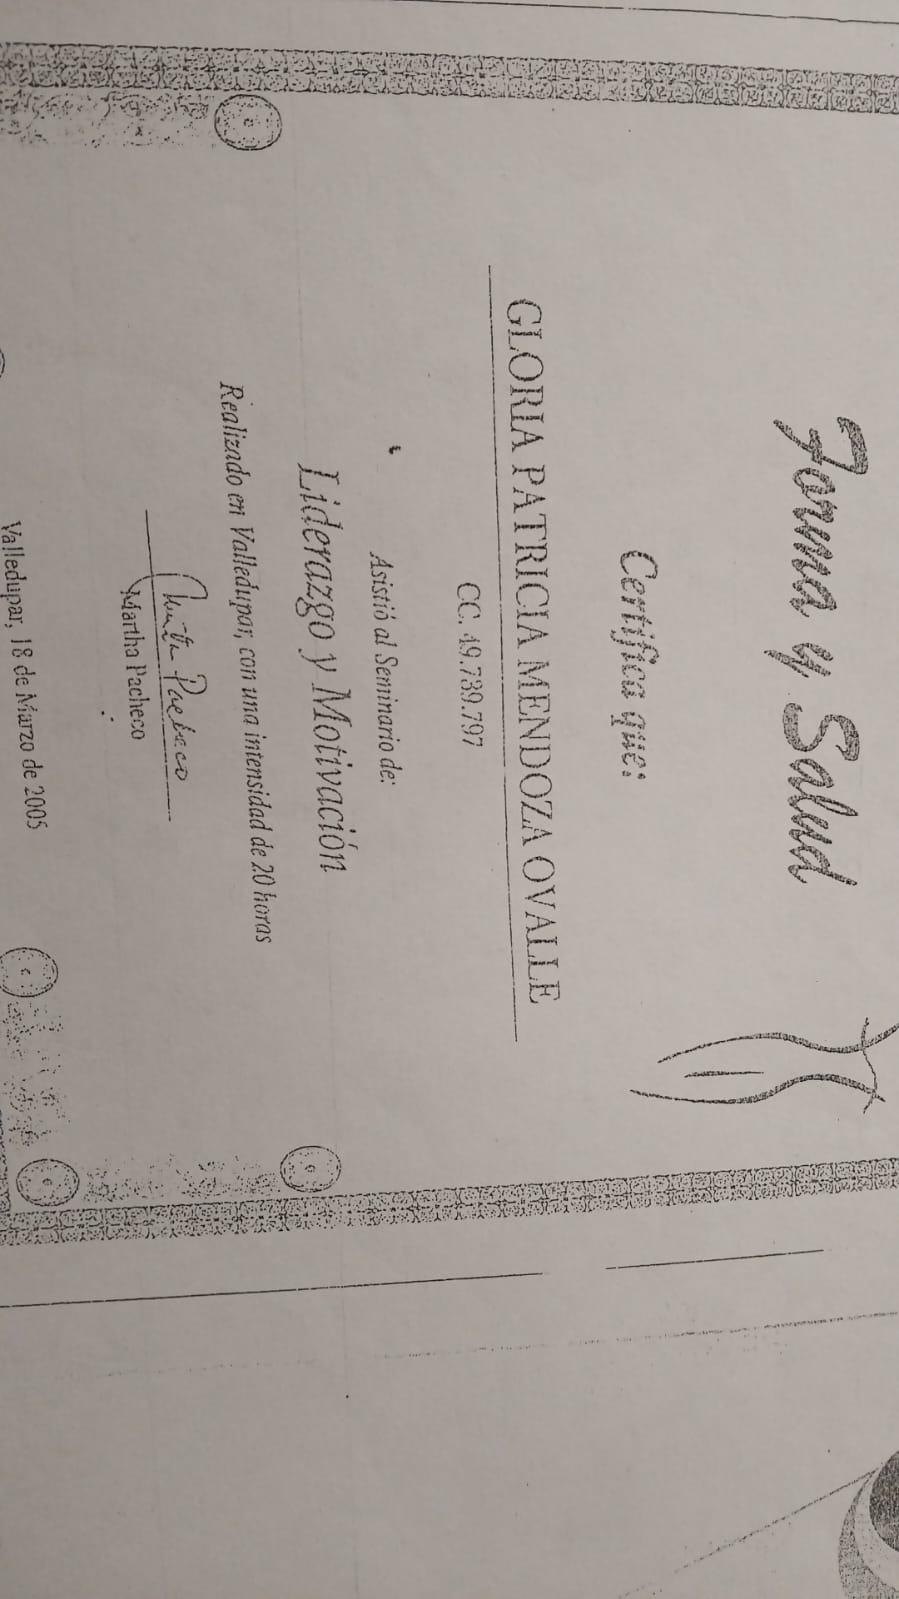 Forma y Salud
Certifica que:
GLORIA PATRICIA MENDOZA OVALLE
CC. 49.739.797
Asistió al Seminario de:
Liderazgo y Motivación
Realizado en Valledupar, con una intensidad de 20 horas
Martha Pacheco
Martha Pacheco
Valledupar, 18 de Marzo de 2005